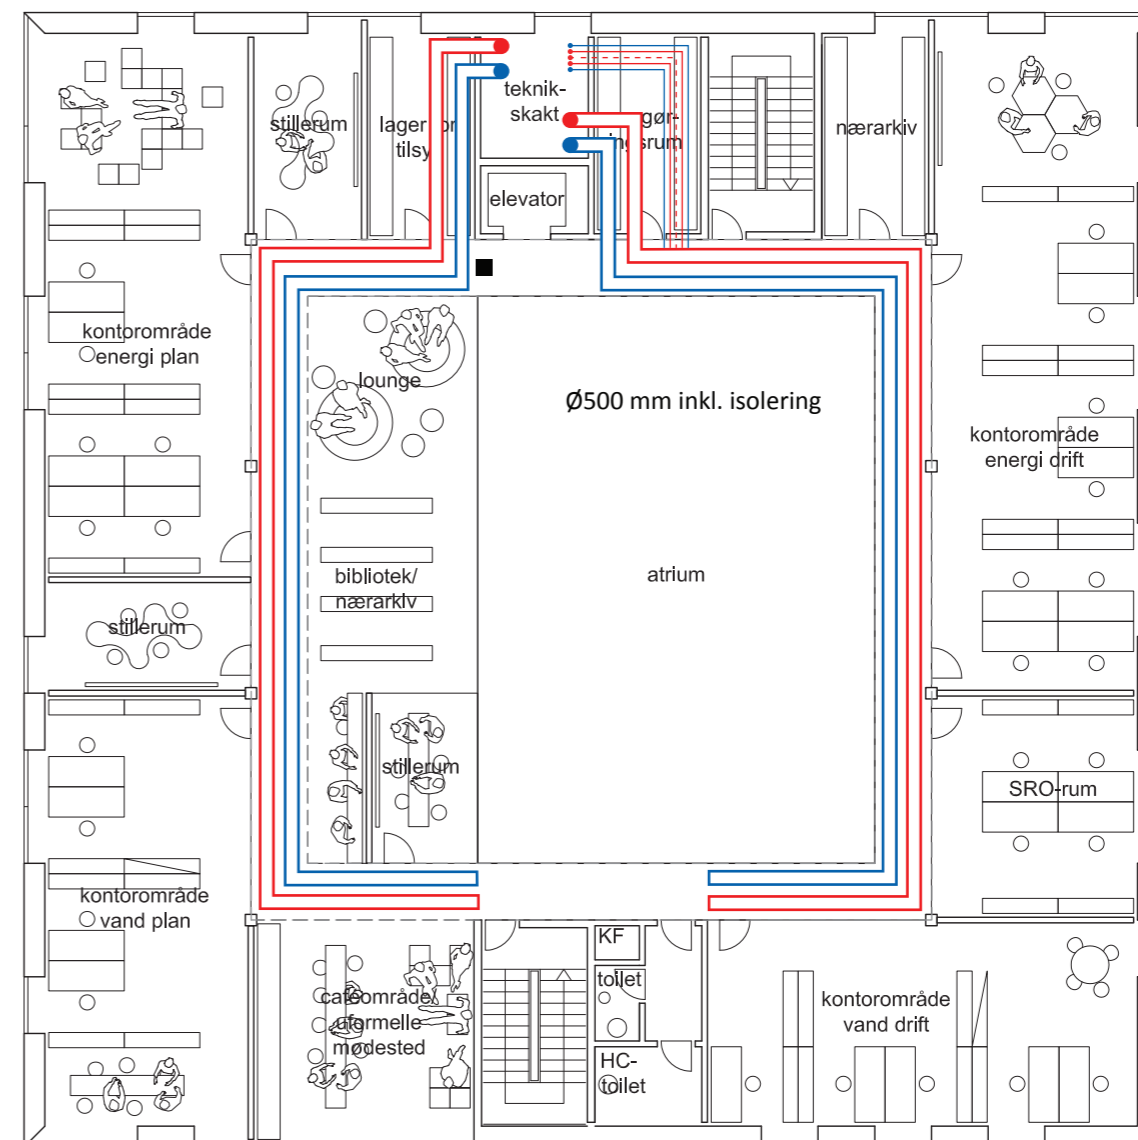 teknik-
skakt
stillerum
lager for
tilsy
ngsrum
nærarkiv
elevator
kontorområde
energi plan
lounge
Ø500 mm inkl. isolering
kontorområde
energi drift
bibliotek/
nærarkiv
atrium
stillerum
stillerum
SRO-rum
kontorområde
vand plan
KF
toilet
caféområde/
uformelle
mødested
kontorområde
vand drift
HC-
toilet